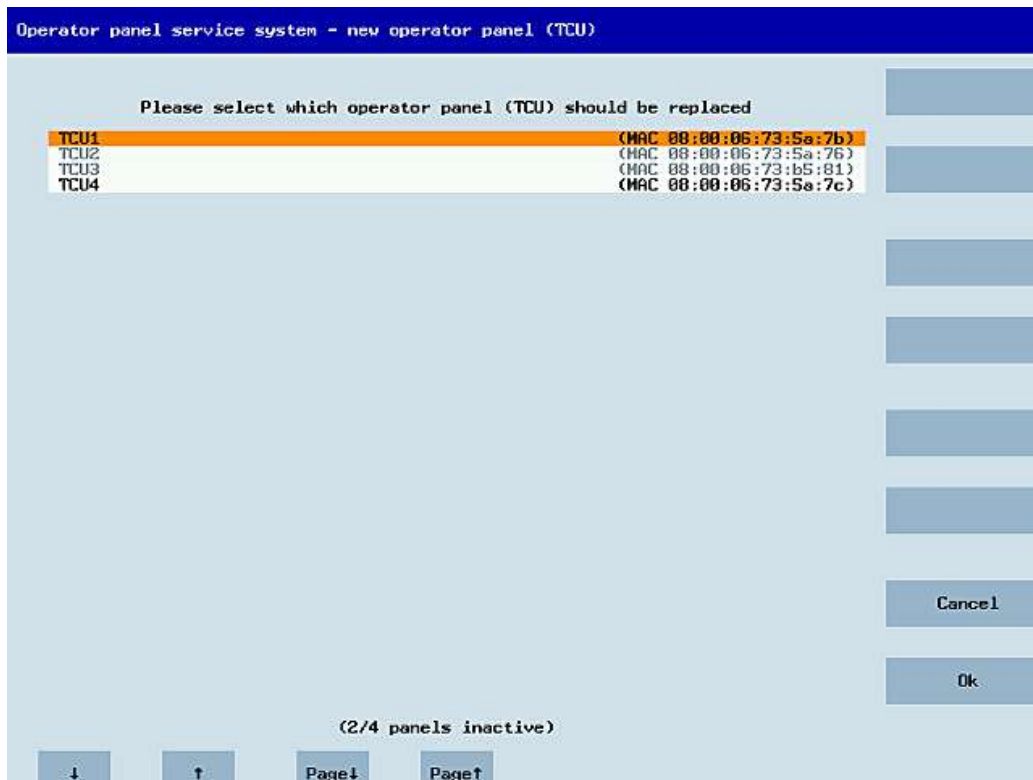 Operator panel service system - new operator panel (TCU)
Please select which operator panel (TCU) should be replaced
TCU1 (MAC 08:00:06:73:5a:7b)
TCU2 (MAC 08:00:06:73:5a:76)
TCU3 (MAC 08:00:06:73:b5:81)
TCU4 (MAC 08:00:06:73:5a:7c)
Cancel
Ok
(2/4 panels inactive)
↓ ↑ Page↓ Page↑